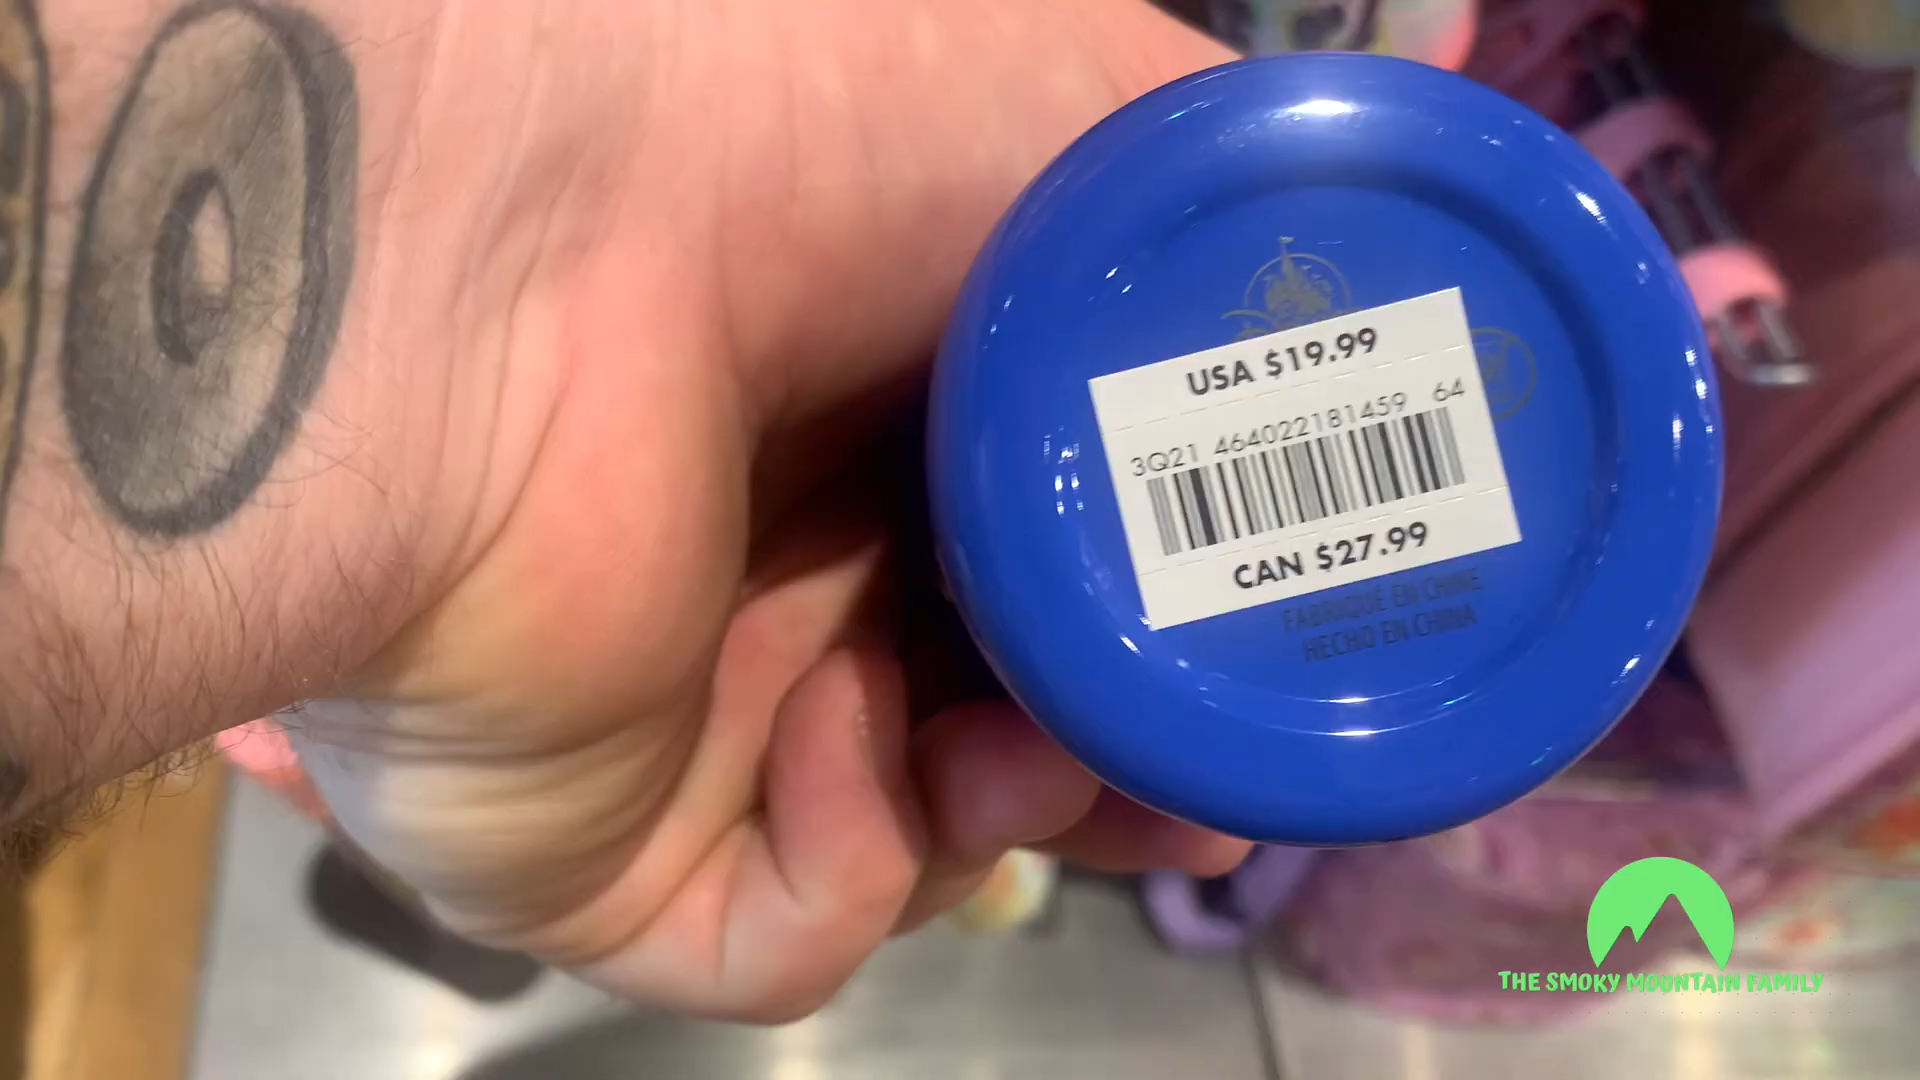 USA $19.99
3Q21 464022181459 64
CAN $27.99
FABRIQUÉ EN CHINE
HECHO EN CHINA
THE SMOKY MOUNTAIN FAMILY